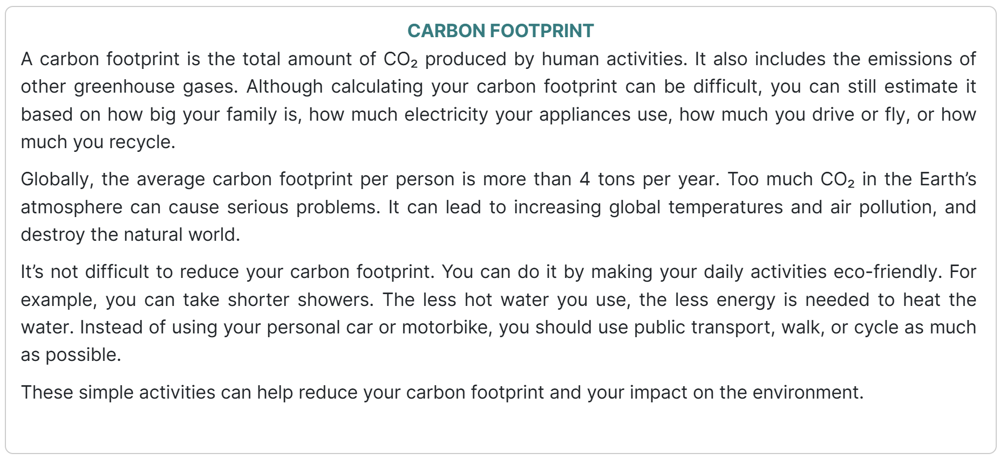 CARBON FOOTPRINT
A carbon footprint is the total amount of CO₂ produced by human activities. It also includes the emissions of
other greenhouse gases. Although calculating your carbon footprint can be difficult, you can still estimate it
based on how big your family is, how much electricity your appliances use, how much you drive or fly, or how
much you recycle.
Globally, the average carbon footprint per person is more than 4 tons per year. Too much CO₂ in the Earth’s
atmosphere can cause serious problems. It can lead to increasing global temperatures and air pollution, and
destroy the natural world.
It’s not difficult to reduce your carbon footprint. You can do it by making your daily activities eco-friendly. For
example, you can take shorter showers. The less hot water you use, the less energy is needed to heat the
water. Instead of using your personal car or motorbike, you should use public transport, walk, or cycle as much
as possible.
These simple activities can help reduce your carbon footprint and your impact on the environment.